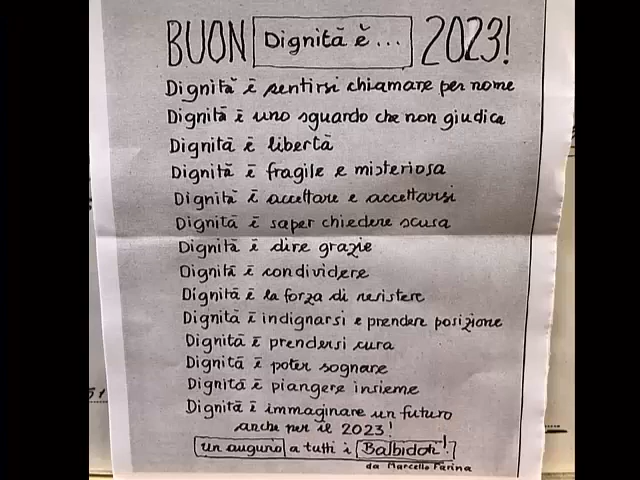 BUON Dignità è... 2023!
Dignità è sentirsi chiamare per nome
Dignità è uno sguardo che non giudica
Dignità è libertà
Dignità è fragile e misteriosa
Dignità è accettare e accettarsi
Dignità è saper chiedere scusa
Dignità è dire grazie
Dignità è condividere
Dignità è la forza di resistere
Dignità è indignarsi e prendere posizione
Dignità è prendersi cura
Dignità è poter sognare
Dignità è piangere insieme
Dignità è immaginare un futuro
anche per il 2023!
un augurio a tutti i Balbidoti!
da Marcello Farina